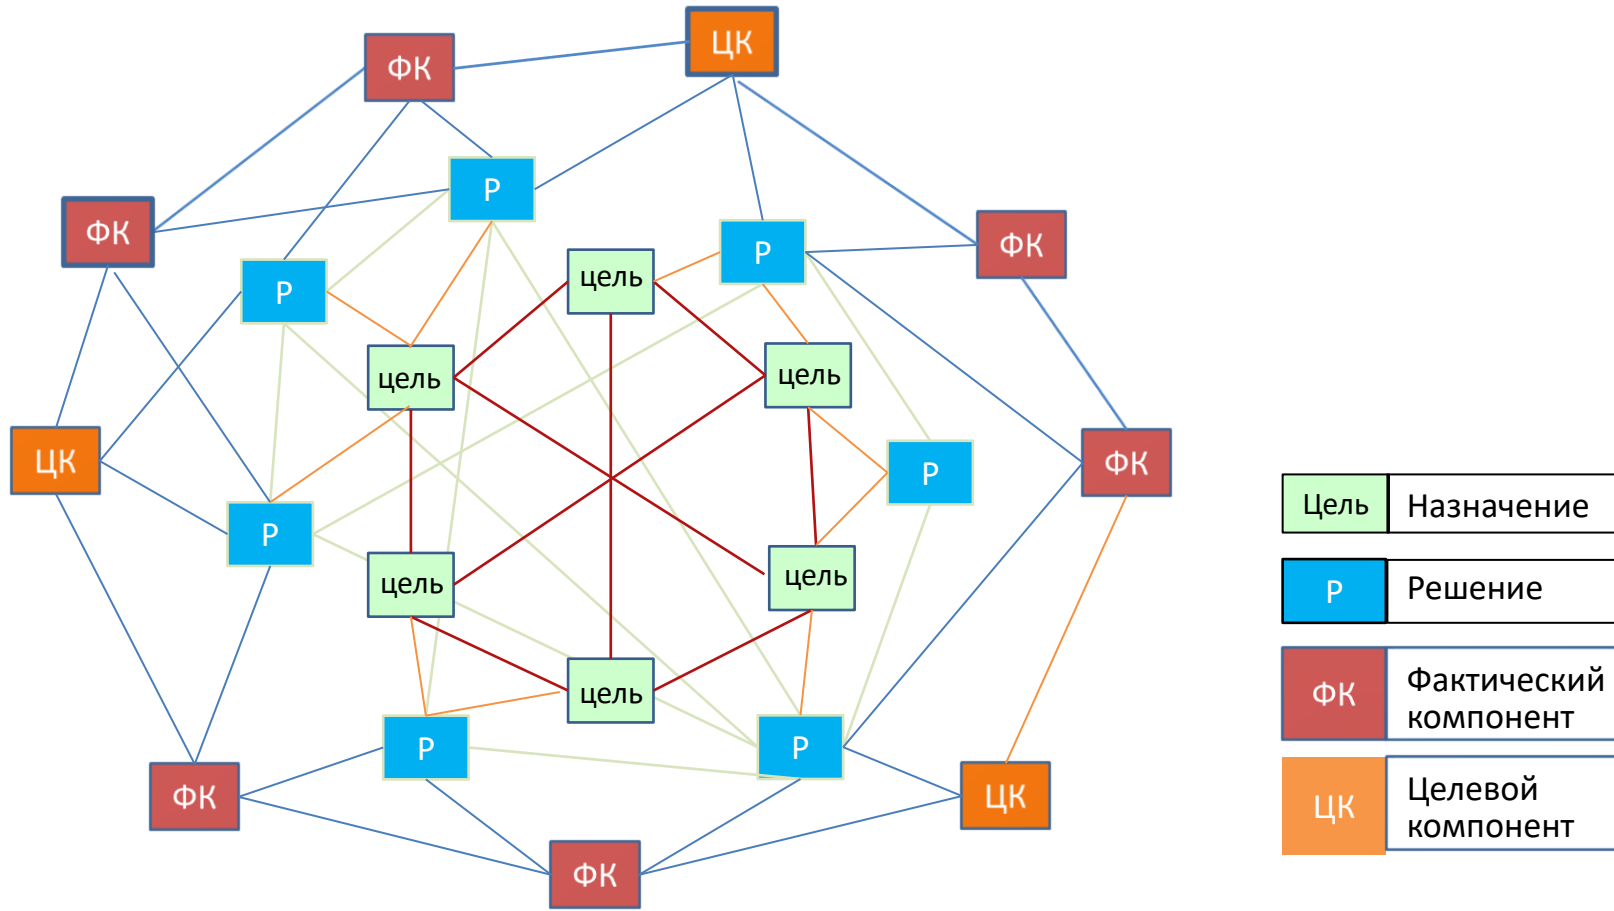 ЦК
ФК
Р
ФК
Р
ФК
цель
Р
цель
цель
ЦК
Р
ФК
Р
цель
цель
цель
Р
Р
ФК
ЦК
ФК
Цель Назначение
Р Решение
ФК Фактический
компонент
ЦК Целевой
компонент